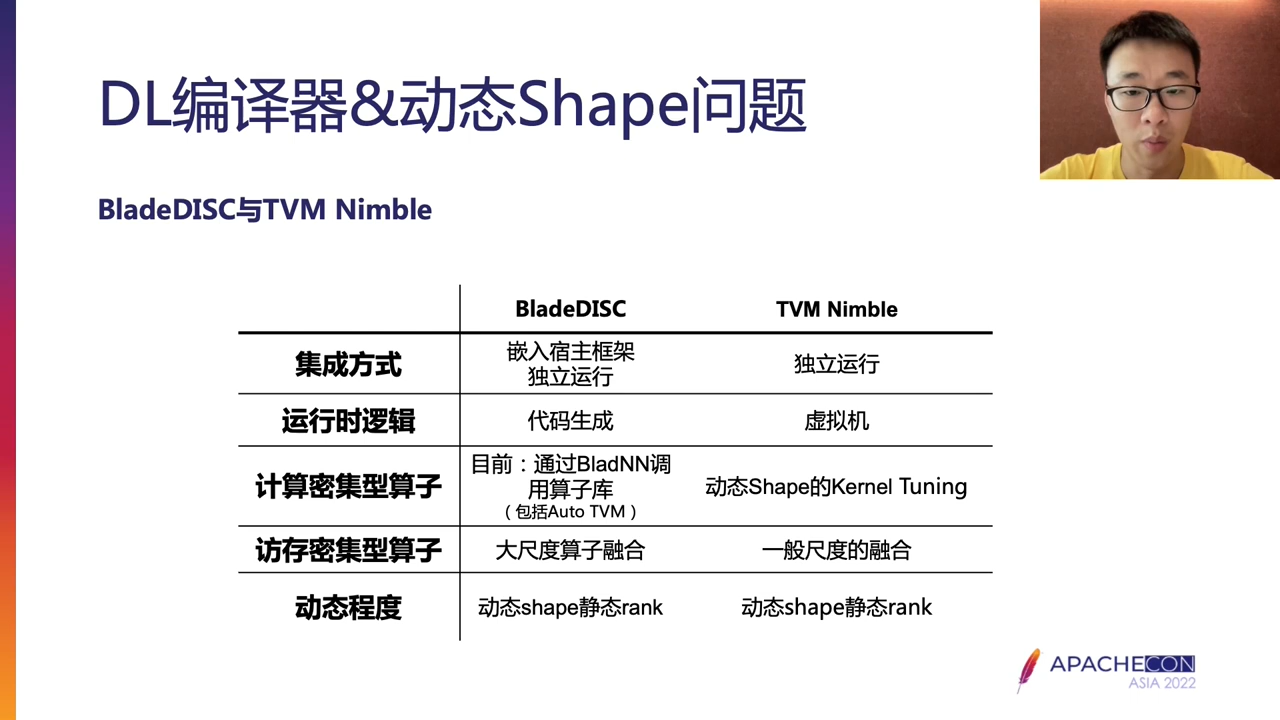 DL编译器&动态Shape问题
BladeDISC与TVM Nimble
BladeDISC TVM Nimble
集成方式 嵌入宿主框架 独立运行
独立运行
运行时逻辑 代码生成 虚拟机
计算密集型算子 目前：通过BladNN调 动态Shape的Kernel Tuning
用算子库
（包括Auto TVM）
访存密集型算子 大尺度算子融合 一般尺度的融合
动态程度 动态shape静态rank 动态shape静态rank
APACHECON
ASIA 2022